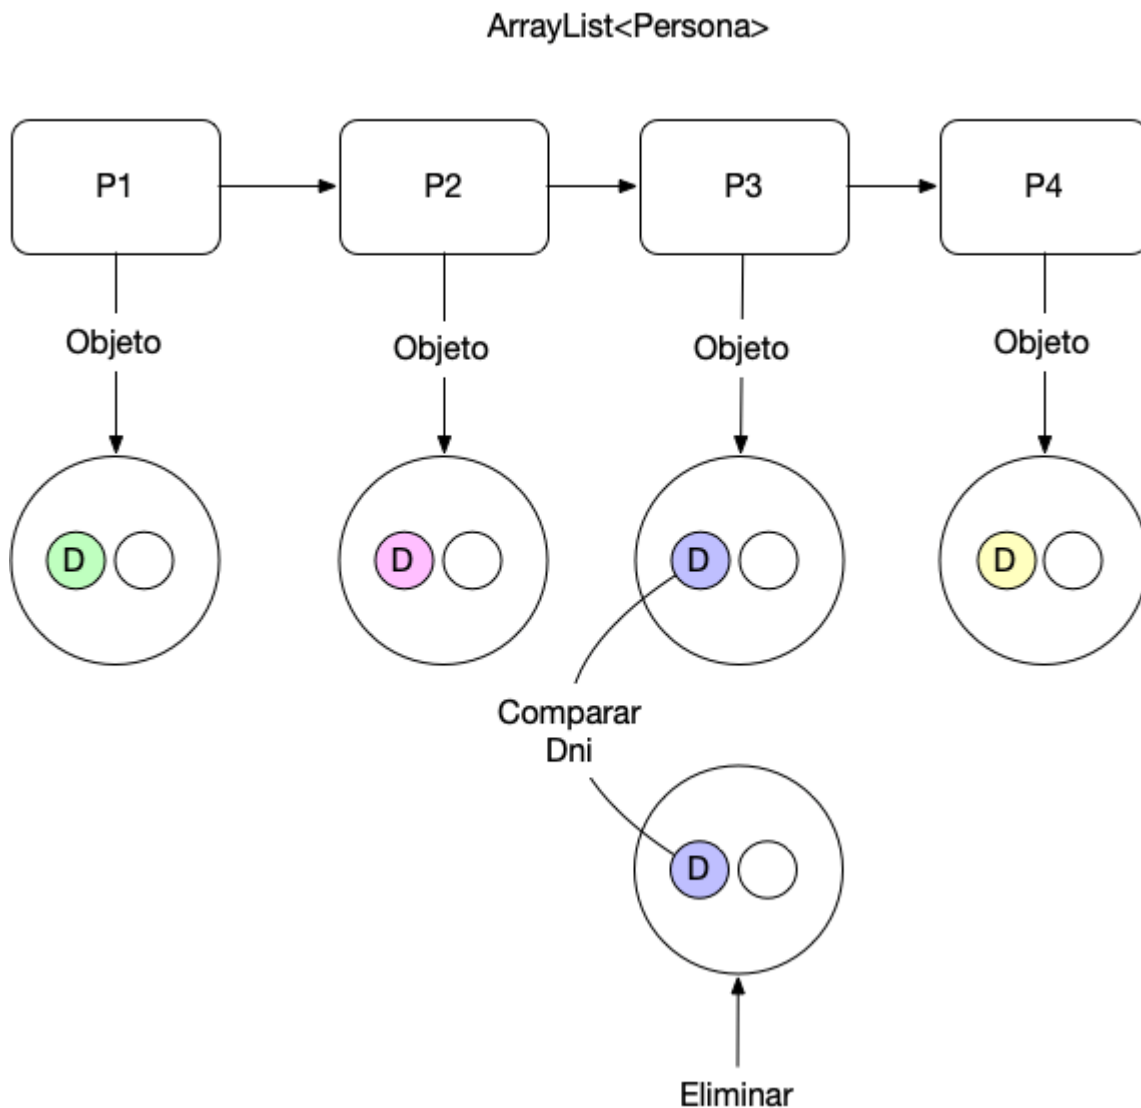 ArrayList<Persona>
P1
P2
P3
P4
Objeto
Objeto
Objeto
Objeto
D
D
D
D
Comparar
Dni
D
Eliminar